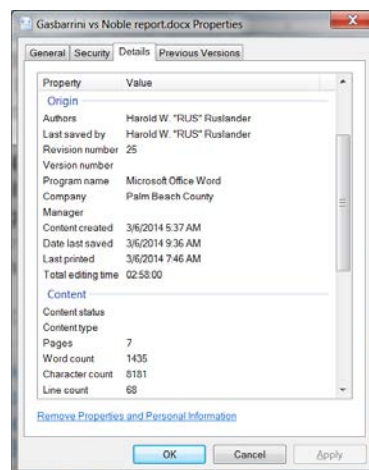 Gasbarrini vs Noble report.docx Properties
General Security Details Previous Versions
Property Value
Origin
Authors Harold W. "RUS" Ruslander
Last saved by Harold W. "RUS" Ruslander
Revision number 25
Version number
Program name Microsoft Office Word
Company Palm Beach County
Manager
Content created 3/6/2014 5:37 AM
Date last saved 3/6/2014 9:36 AM
Last printed 3/6/2014 7:46 AM
Total editing time 02:58:00
Content
Content status
Content type
Pages 7
Word count 1435
Character count 8181
Line count 68
Remove Properties and Personal Information
OK Cancel Apply